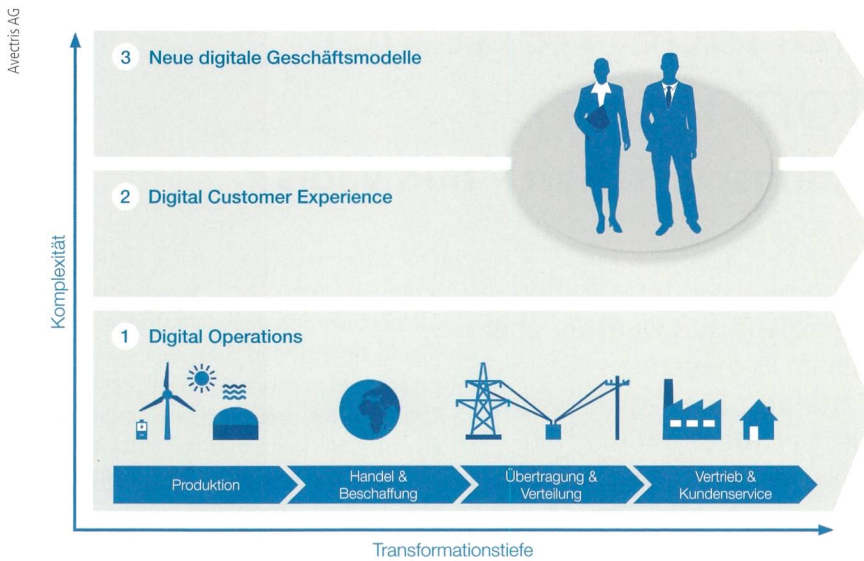 Avectris AG
3 Neue digitale Geschäftsmodelle
2 Digital Customer Experience
1 Digital Operations
Produktion
Handel &
Beschaffung
Übertragung &
Verteilung
Vertrieb &
Kundenservice
Komplexität
Transformationstiefe